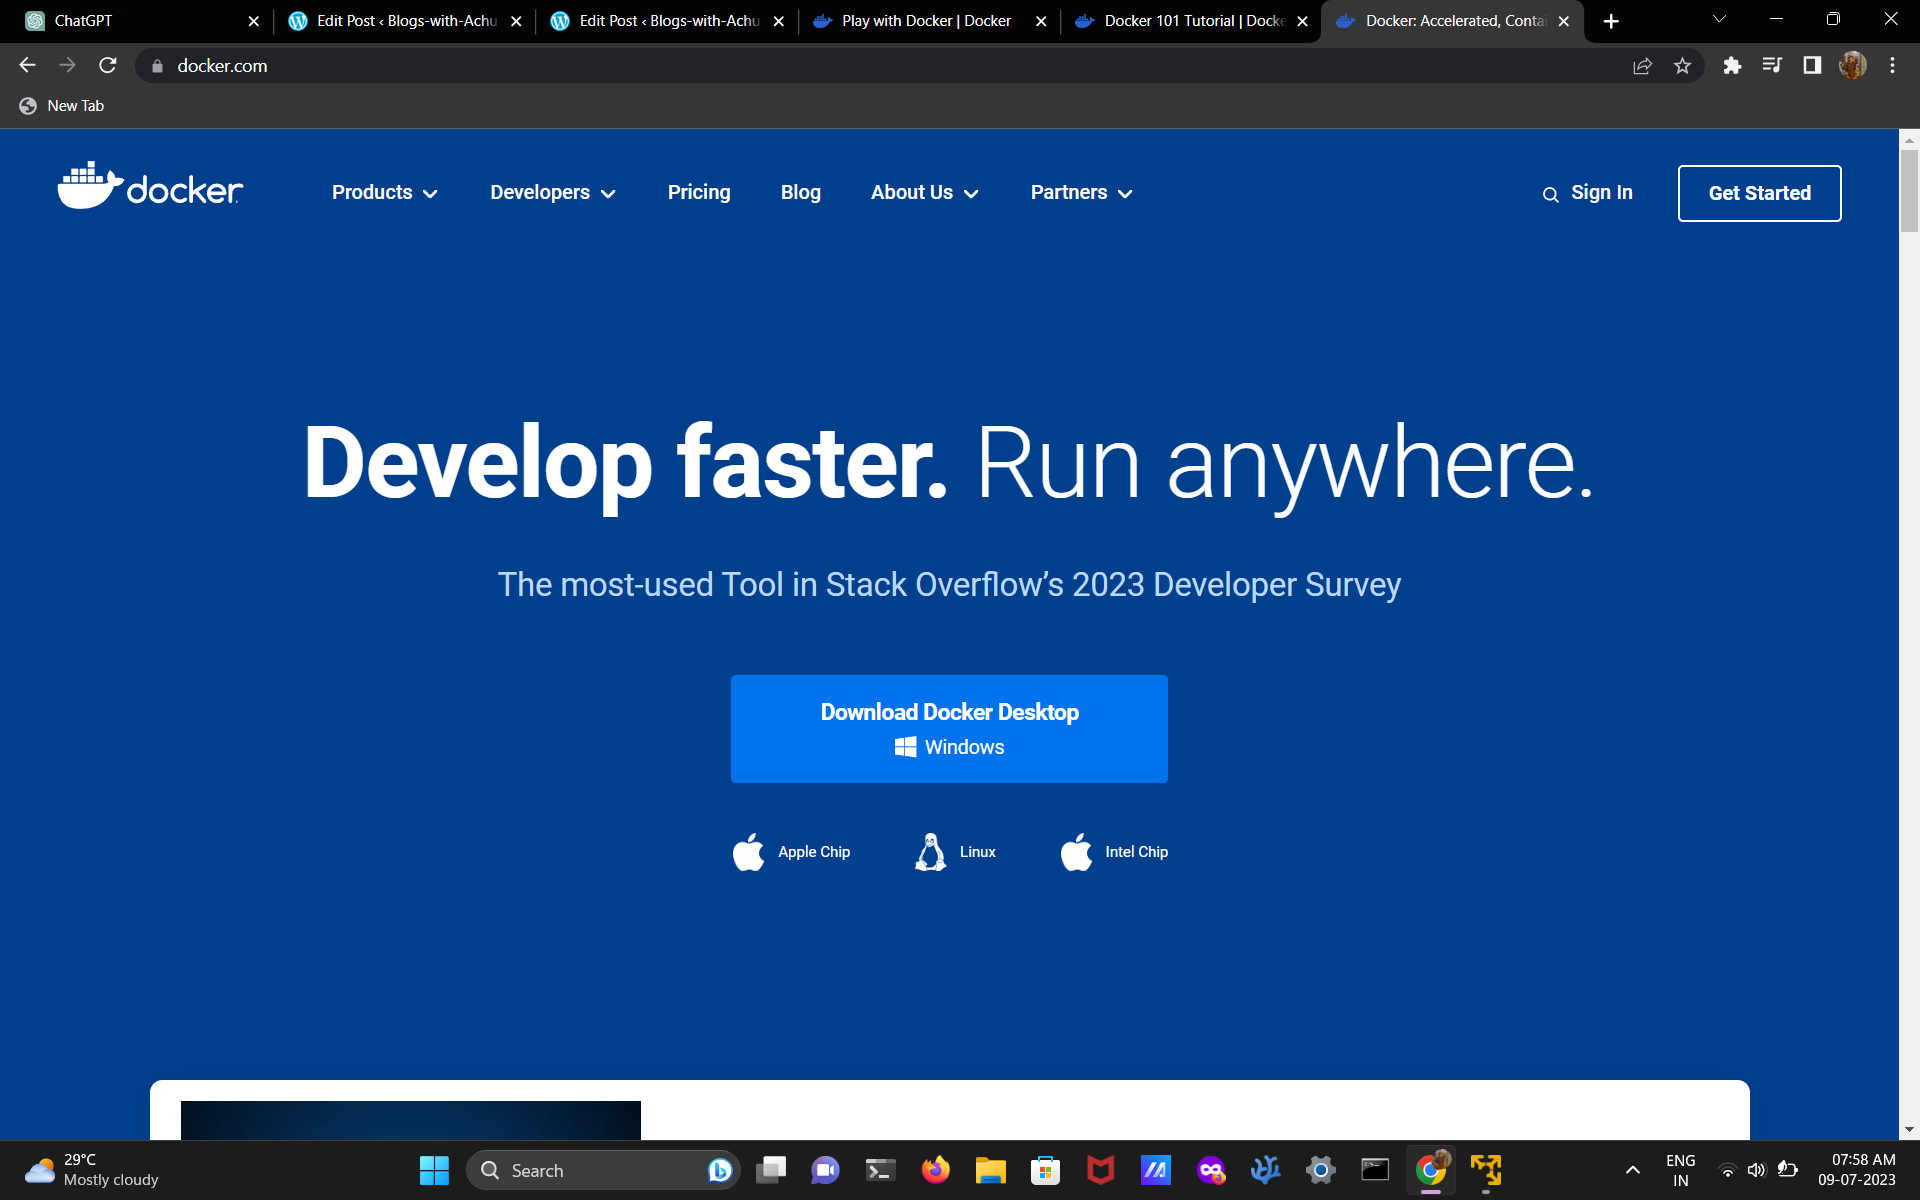 ChatGPT
Edit Post ‹ Blogs-with-Achu
Edit Post ‹ Blogs-with-Achu
Play with Docker | Docker
Docker 101 Tutorial | Docke
Docker: Accelerated, Contai
docker.com
New Tab
docker
Products
Developers
Pricing
Blog
About Us
Partners
Sign In
Get Started
Develop faster. Run anywhere.
The most-used Tool in Stack Overflow’s 2023 Developer Survey
Download Docker Desktop
Windows
Apple Chip
Linux
Intel Chip
29°C
Mostly cloudy
Search
ENG
IN
07:58 AM
09-07-2023